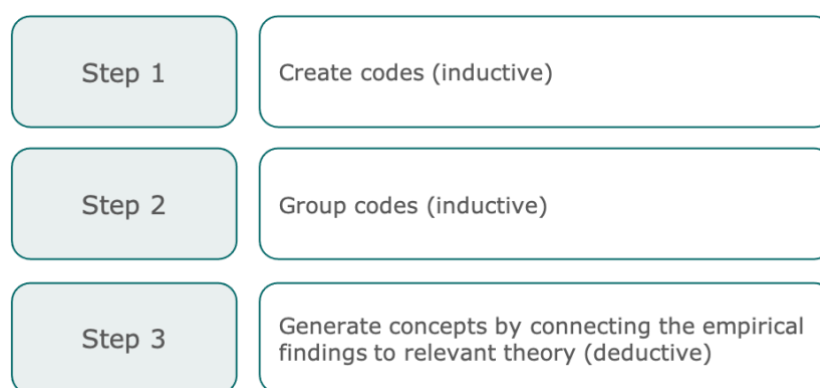 Step 1
Create codes (inductive)
Step 2
Group codes (inductive)
Step 3
Generate concepts by connecting the empirical
findings to relevant theory (deductive)